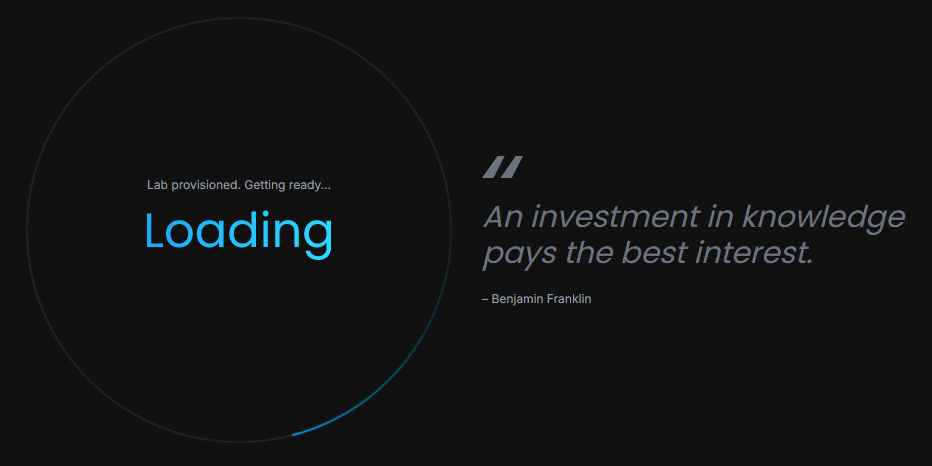 Lab provisioned. Getting ready...
Loading
"
An investment in knowledge
pays the best interest.
– Benjamin Franklin